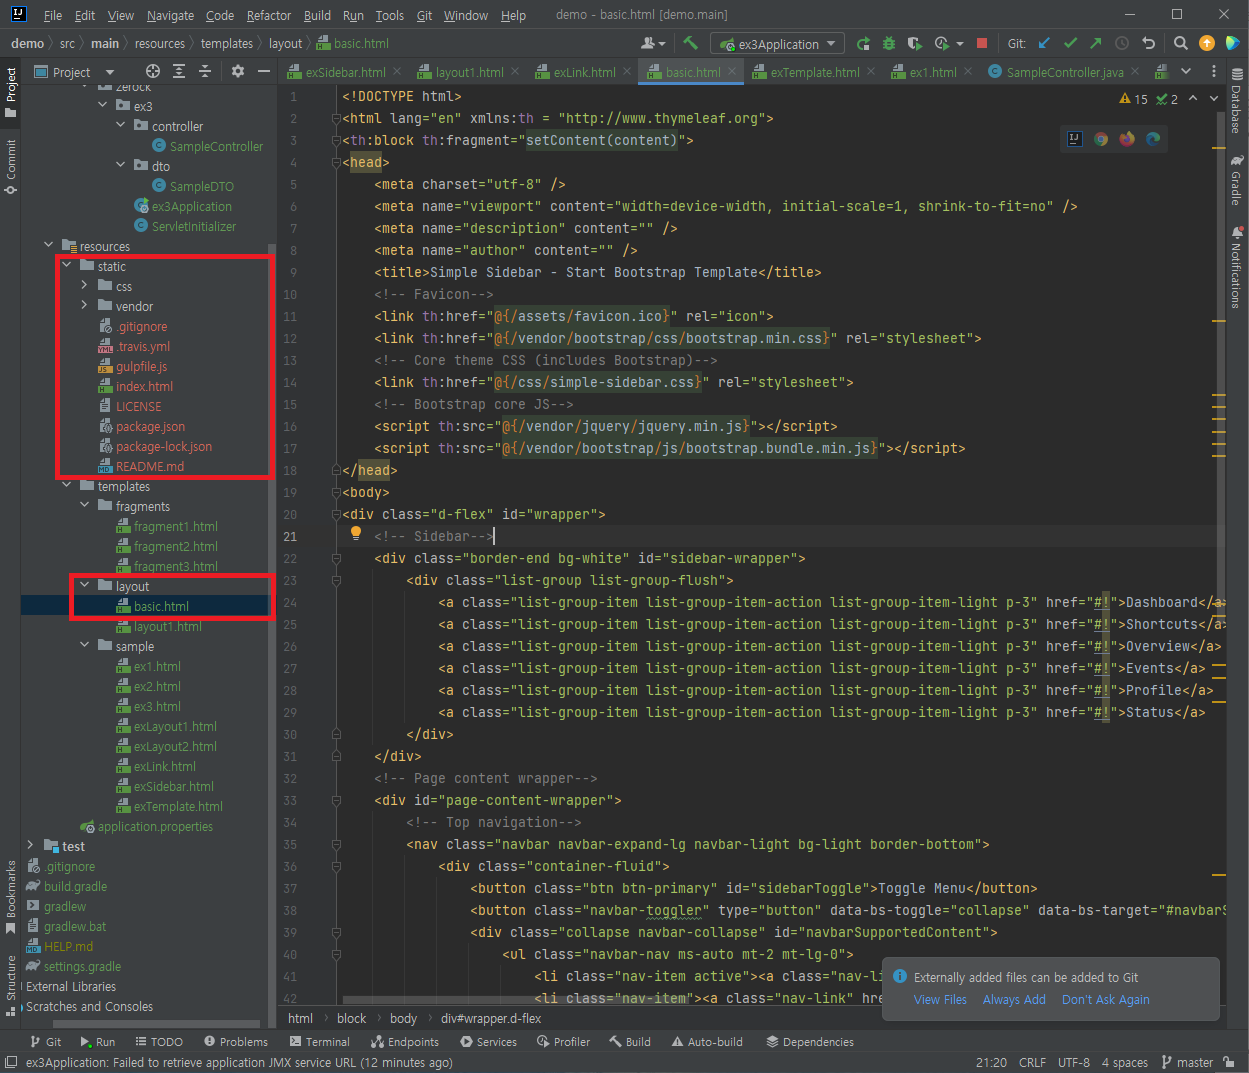 File Edit View Navigate Code Refactor Build Run Tools Git Window Help demo - basic.html [demo.main]
demo src main resources templates layout basic.html ex3Application Git:
Project exSidebar.html layout1.html exLink.html basic.html exTemplate.html ex1.html SampleController.java
Project
Commit
Bookmarks
Structure
zerock
ex3
controller
SampleController
dto
SampleDTO
ex3Application
ServletInitializer
resources
static
css
vendor
.gitignore
.travis.yml
gulpfile.js
index.html
LICENSE
package.json
package-lock.json
README.md
templates
fragments
fragment1.html
fragment2.html
fragment3.html
layout
basic.html
layout1.html
sample
ex1.html
ex2.html
ex3.html
exLayout1.html
exLayout2.html
exLink.html
exSidebar.html
exTemplate.html
application.properties
test
.gitignore
build.gradle
gradlew
gradlew.bat
HELP.md
settings.gradle
External Libraries
Scratches and Consoles
15 2
1 <!DOCTYPE html>
2 <html lang="en" xmlns:th = "http://www.thymeleaf.org">
3 <th:block th:fragment="setContent(content)">
4 <head>
5 <meta charset="utf-8" />
6 <meta name="viewport" content="width=device-width, initial-scale=1, shrink-to-fit=no" />
7 <meta name="description" content="" />
8 <meta name="author" content="" />
9 <title>Simple Sidebar - Start Bootstrap Template</title>
10 <!-- Favicon-->
11 <link th:href="@{/assets/favicon.ico}" rel="icon">
12 <link th:href="@{/vendor/bootstrap/css/bootstrap.min.css}" rel="stylesheet">
13 <!-- Core theme CSS (includes Bootstrap)-->
14 <link th:href="@{/css/simple-sidebar.css}" rel="stylesheet">
15 <!-- Bootstrap core JS-->
16 <script th:src="@{/vendor/jquery/jquery.min.js}"></script>
17 <script th:src="@{/vendor/bootstrap/js/bootstrap.bundle.min.js}"></script>
18 </head>
19 <body>
20 <div class="d-flex" id="wrapper">
21 <!-- Sidebar-->
22 <div class="border-end bg-white" id="sidebar-wrapper">
23 <div class="list-group list-group-flush">
24 <a class="list-group-item list-group-item-action list-group-item-light p-3" href="#!">Dashboard</a
25 <a class="list-group-item list-group-item-action list-group-item-light p-3" href="#!">Shortcuts</a
26 <a class="list-group-item list-group-item-action list-group-item-light p-3" href="#!">Overview</a>
27 <a class="list-group-item list-group-item-action list-group-item-light p-3" href="#!">Events</a>
28 <a class="list-group-item list-group-item-action list-group-item-light p-3" href="#!">Profile</a>
29 <a class="list-group-item list-group-item-action list-group-item-light p-3" href="#!">Status</a>
30 </div>
31 </div>
32 <!-- Page content wrapper-->
33 <div id="page-content-wrapper">
34 <!-- Top navigation-->
35 <nav class="navbar navbar-expand-lg navbar-light bg-light border-bottom">
36 <div class="container-fluid">
37 <button class="btn btn-primary" id="sidebarToggle">Toggle Menu</button>
38 <button class="navbar-toggler" type="button" data-bs-toggle="collapse" data-bs-target="#navbarS
39 <div class="collapse navbar-collapse" id="navbarSupportedContent">
40 <ul class="navbar-nav ms-auto mt-2 mt-lg-0">
41 <li class="nav-item active"><a class="nav-li
42 <li class="nav-item"><a class="nav-link" hre
Database
Gradle
Notifications
Externally added files can be added to Git
View Files Always Add Don't Ask Again
html block body div#wrapper.d-flex
Git Run TODO Problems Terminal Endpoints Services Profiler Build Auto-build Dependencies
ex3Application: Failed to retrieve application JMX service URL (12 minutes ago) 21:20 CRLF UTF-8 4 spaces master